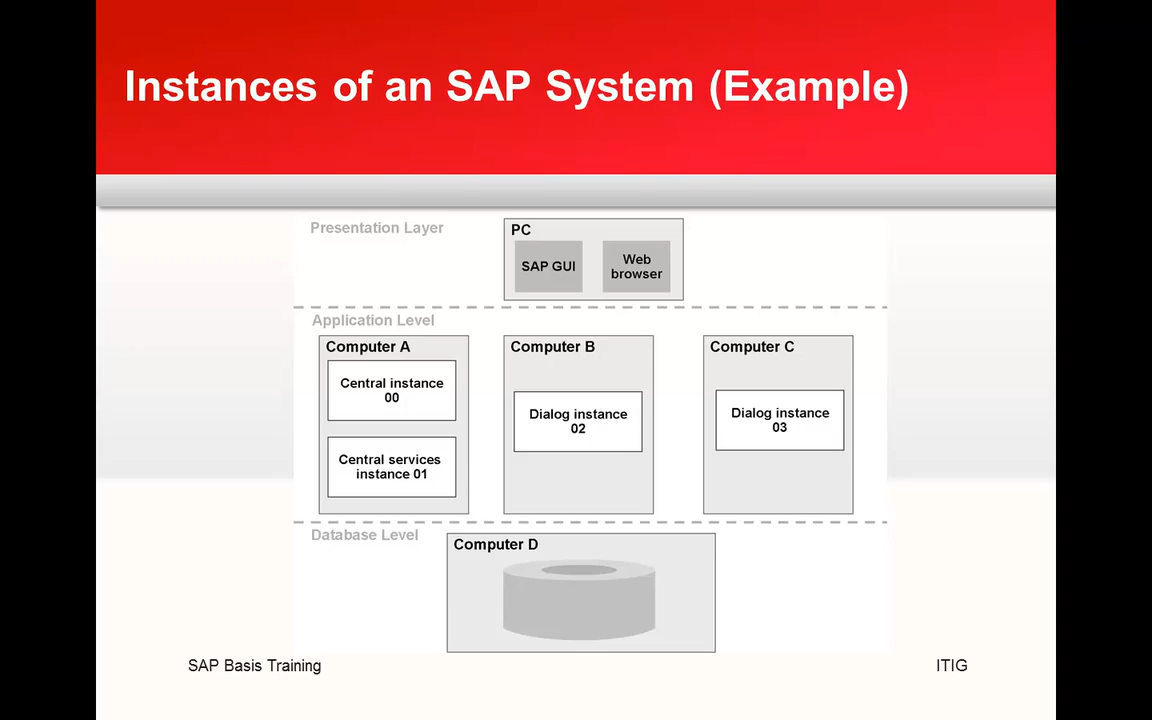 Instances of an SAP System (Example)
Presentation Layer
PC
SAP GUI
Web
browser
Application Level
Computer A
Central instance
00
Central services
instance 01
Computer B
Dialog instance
02
Computer C
Dialog instance
03
Database Level
Computer D
SAP Basis Training
ITIG